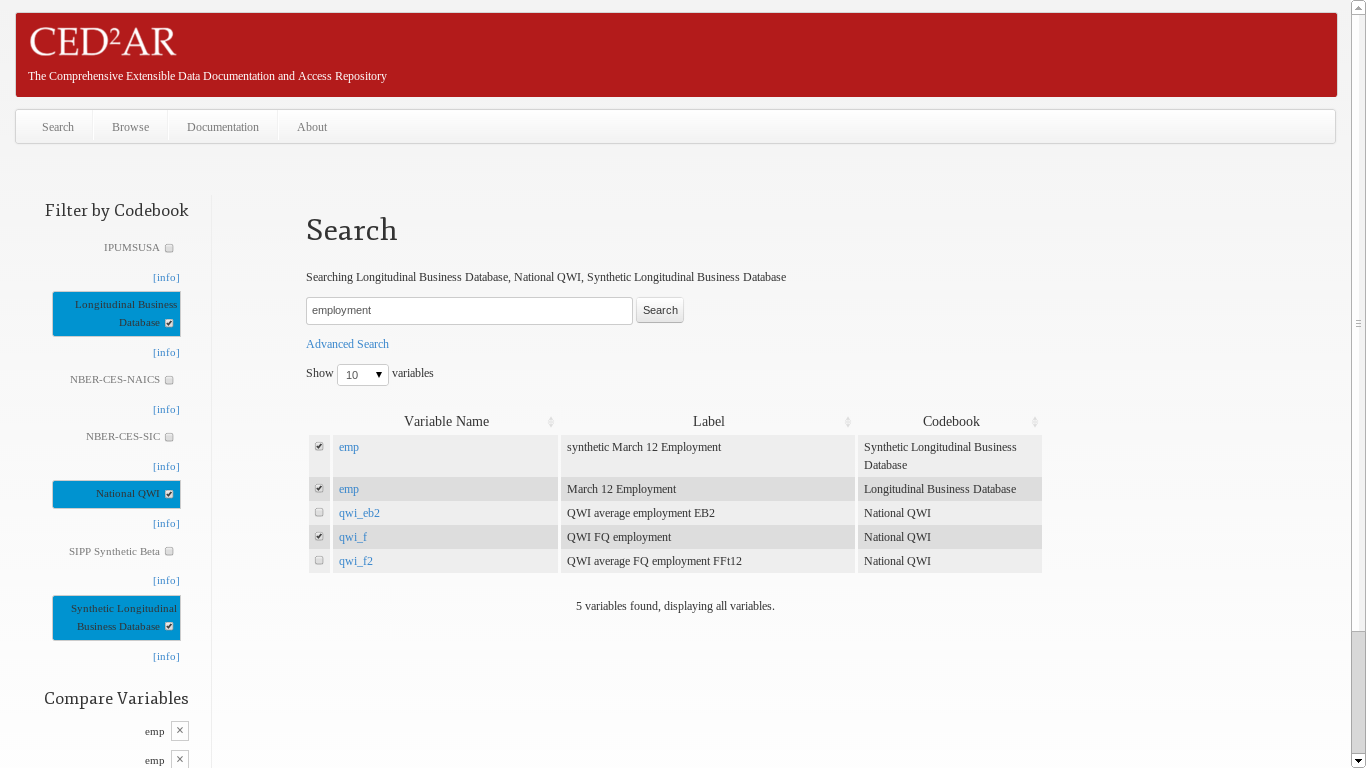 CED²AR
The Comprehensive Extensible Data Documentation and Access Repository
Search Browse Documentation About
Filter by Codebook
IPUMSUSA
[info]
Longitudinal Business
Database
[info]
NBER-CES-NAICS
[info]
NBER-CES-SIC
[info]
National QWI
[info]
SIPP Synthetic Beta
[info]
Synthetic Longitudinal
Business Database
[info]
Compare Variables
emp ×
emp ×
Search
Searching Longitudinal Business Database, National QWI, Synthetic Longitudinal Business Database
employment Search
Advanced Search
Show 10 variables
Variable Name Label Codebook
emp synthetic March 12 Employment Synthetic Longitudinal Business
Database
emp March 12 Employment Longitudinal Business Database
qwi_eb2 QWI average employment EB2 National QWI
qwi_f QWI FQ employment National QWI
qwi_f2 QWI average FQ employment FFt12 National QWI
5 variables found, displaying all variables.